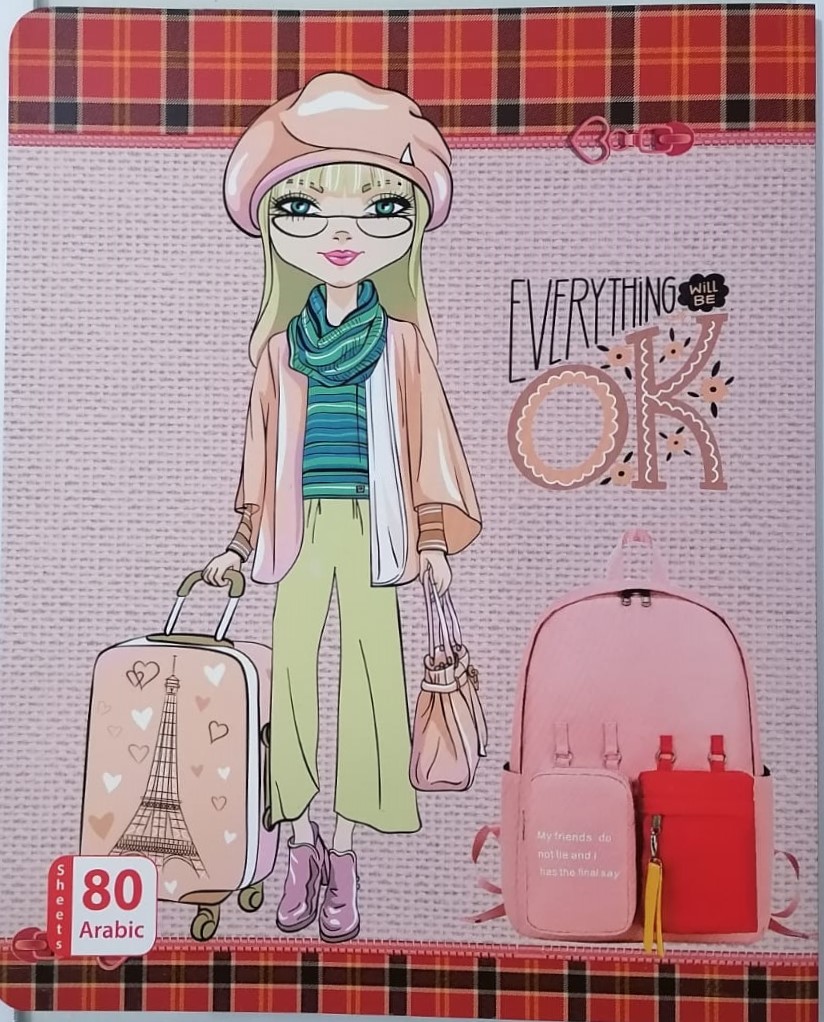 EVERYTHING WiLL
BE
OK
My friends do
not lie and i
has the final say
Sheets
80
Arabic